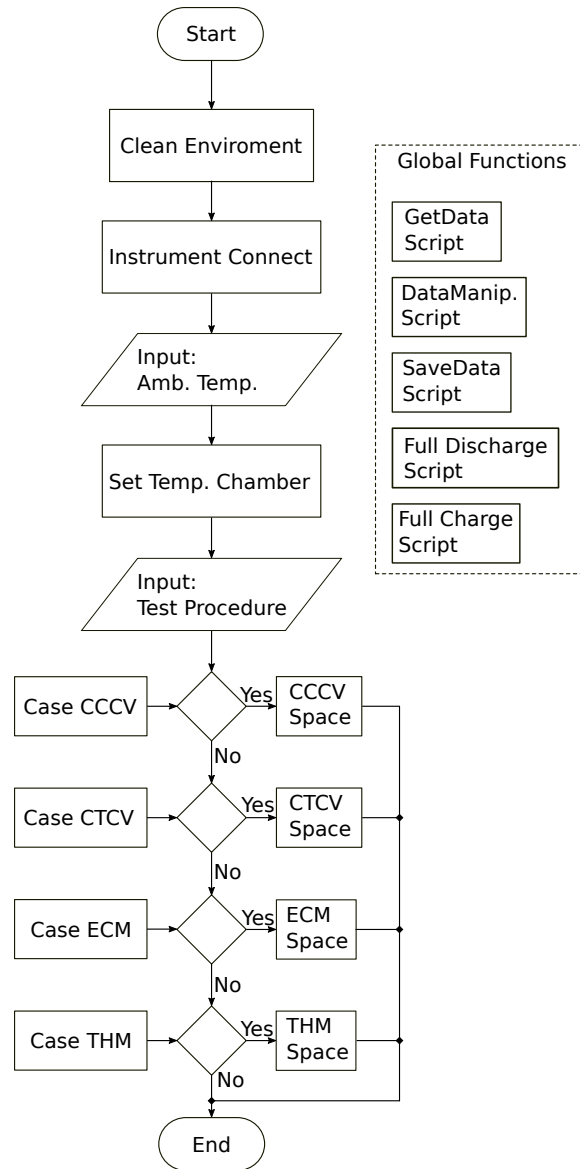 Start
Clean Enviroment
Instrument Connect
Input:
Amb. Temp.
Set Temp. Chamber
Input:
Test Procedure
Case CCCV
Yes
CCCV
Space
No
Case CTCV
Yes
CTCV
Space
No
Case ECM
Yes
ECM
Space
No
Case THM
Yes
THM
Space
No
End
Global Functions
GetData
Script
DataManip.
Script
SaveData
Script
Full Discharge
Script
Full Charge
Script